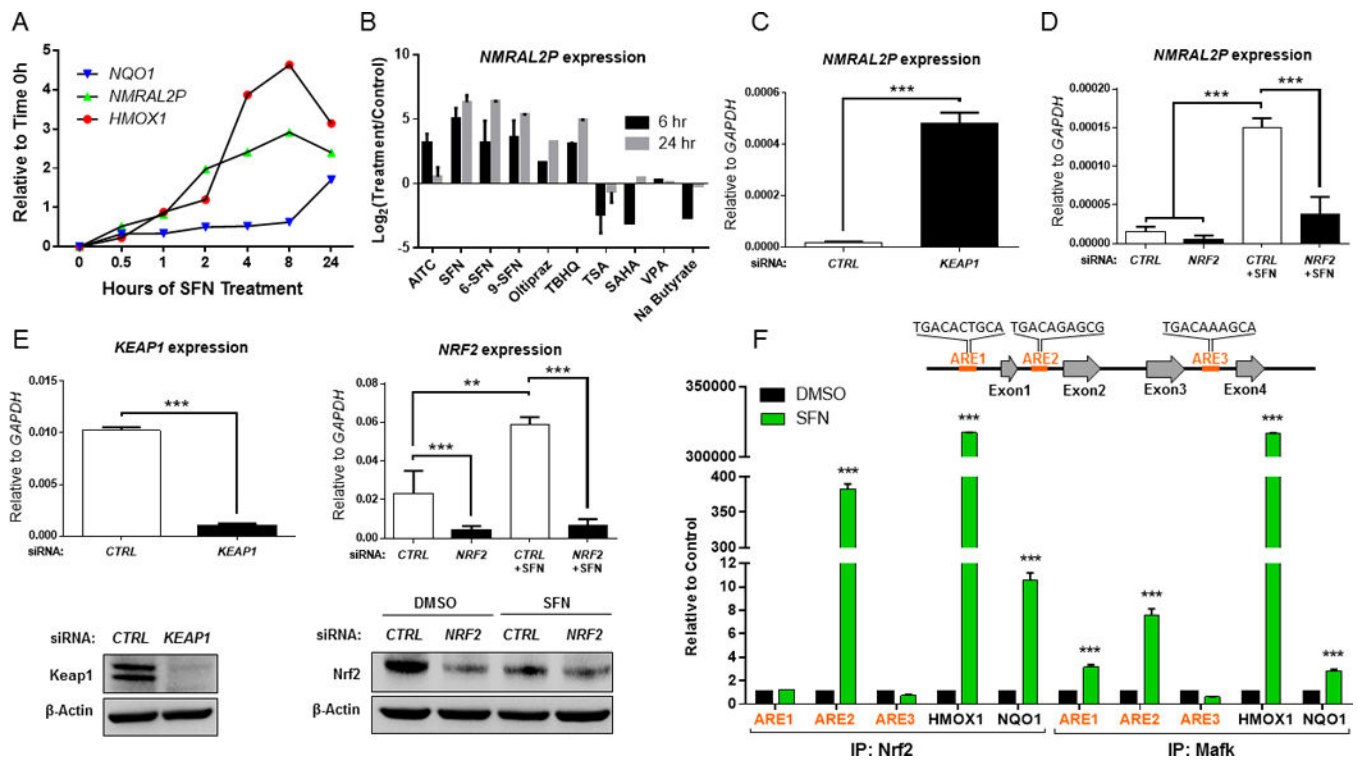 A
Relative to Time 0h
5
4
3
2
1
0
NQO1
NMRAL2P
HMOX1
0 0.5 1 2 4 8 24
Hours of SFN Treatment
B
NMRAL2P expression
Log2(Treatment/Control)
10
5
0
-5
6 hr
24 hr
AITC
SFN
6-SFN
9-SFN
Oltipraz
TBHQ
TSA
SAHA
VPA
Na Butyrate
C
NMRAL2P expression
Relative to GAPDH
0.0006
0.0004
0.0002
0.0000
***
siRNA: CTRL KEAP1
D
NMRAL2P expression
Relative to GAPDH
0.00020
0.00015
0.00010
0.00005
0.00000
***
***
siRNA: CTRL NRF2 CTRL NRF2
+SFN +SFN
E
KEAP1 expression
Relative to GAPDH
0.015
0.010
0.005
0.000
***
siRNA: CTRL KEAP1
NRF2 expression
Relative to GAPDH
0.08
0.06
0.04
0.02
0.00
**
***
***
siRNA: CTRL NRF2 CTRL NRF2
+SFN +SFN
siRNA: CTRL KEAP1
Keap1
β-Actin
DMSO SFN
siRNA: CTRL NRF2 CTRL NRF2
Nrf2
β-Actin
F
TGACACTGCA TGACAGAGCG TGACAAAGCA
ARE1 ARE2 ARE3
Exon1 Exon2 Exon3 Exon4
DMSO
SFN
Relative to Control
350000
300000
400
380
360
340
320
300
12
10
8
6
4
2
0
***
***
***
***
***
***
***
ARE1 ARE2 ARE3 HMOX1 NQO1 ARE1 ARE2 ARE3 HMOX1 NQO1
IP: Nrf2 IP: Mafk